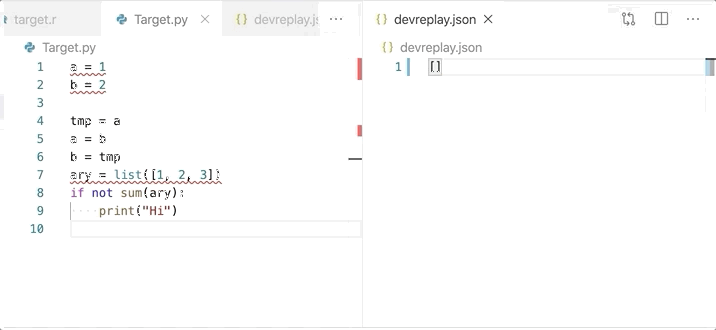 target.r
Target.py
devreplay.js
Target.py
1 a = 1
2 b = 2
3
4 tmp = a
5 a = b
6 b = tmp
7 ary = list([1, 2, 3])
8 if not sum(ary):
9 print("Hi")
10
{} devreplay.json
{} devreplay.json
1 []